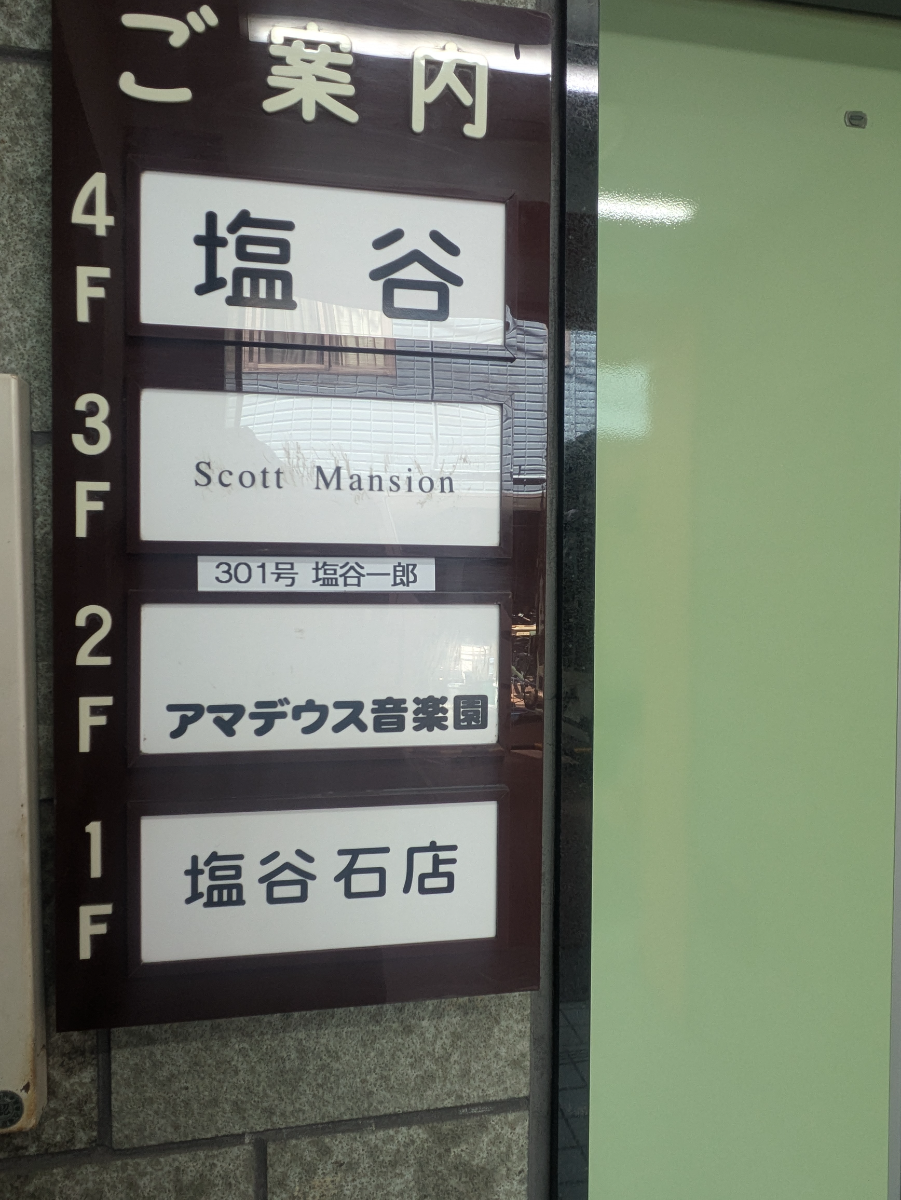 ご案内
4F
塩谷
3F
Scott Mansion
301号 塩谷一郎
2F
アマデウス音楽園
1F
塩谷石店